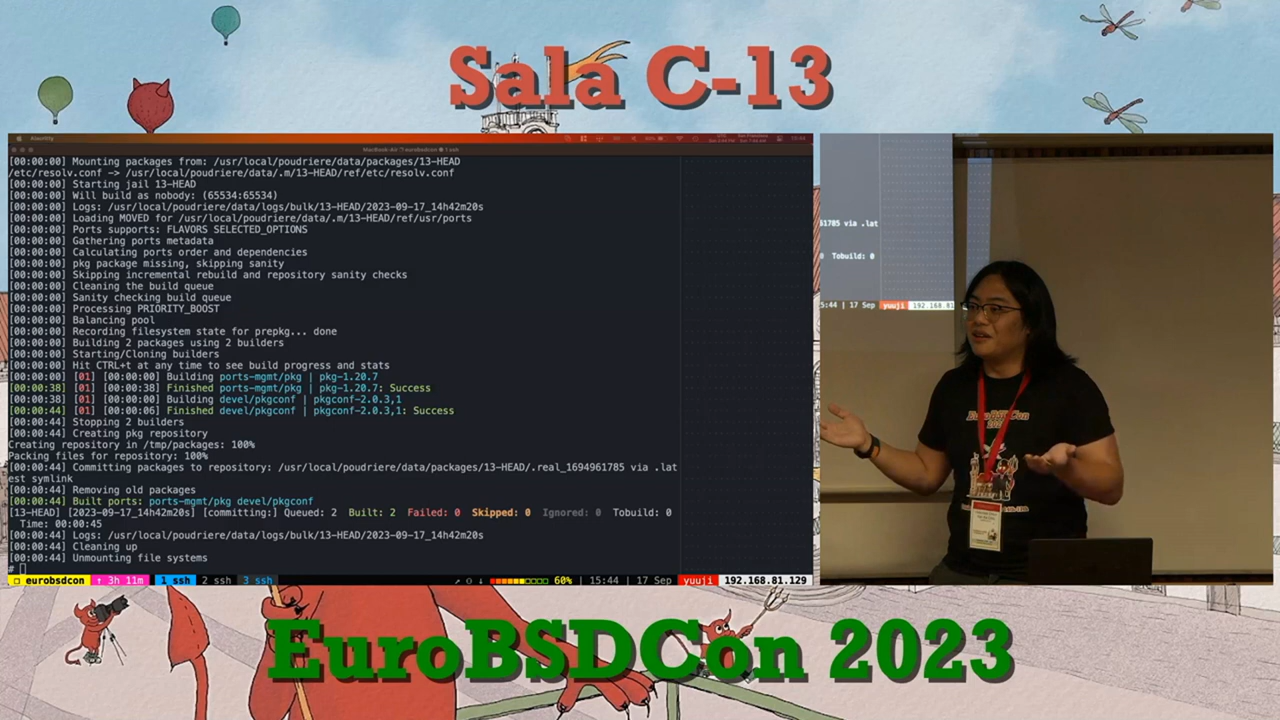 Sala C-13
[00:00:00] Mounting packages from: /usr/local/poudriere/data/packages/13-HEAD
/etc/resolv.conf -> /usr/local/poudriere/data/.m/13-HEAD/ref/etc/resolv.conf
[00:00:00] Starting jail 13-HEAD
[00:00:00] Will build as nobody: (65534:65534)
[00:00:00] Logs: /usr/local/poudriere/data/logs/bulk/13-HEAD/2023-09-17_14h42m20s
[00:00:00] Loading MOVED for /usr/local/poudriere/data/.m/13-HEAD/ref/usr/ports
[00:00:00] Ports supports: FLAVORS SELECTED_OPTIONS
[00:00:00] Gathering ports metadata
[00:00:00] Calculating ports order and dependencies
[00:00:00] pkg package missing, skipping sanity
[00:00:00] Skipping incremental rebuild and repository sanity checks
[00:00:00] Cleaning the build queue
[00:00:00] Sanity checking build queue
[00:00:00] Processing PRIORITY_BOOST
[00:00:00] Balancing pool
[00:00:00] Recording filesystem state for prepkg... done
[00:00:00] Building 2 packages using 2 builders
[00:00:00] Starting/Cloning builders
[00:00:00] Hit CTRL+t at any time to see build progress and stats
[00:00:00] [01] [00:00:00] Building ports-mgmt/pkg | pkg-1.20.7
[00:00:38] [01] [00:00:38] Finished ports-mgmt/pkg | pkg-1.20.7: Success
[00:00:38] [01] [00:00:00] Building devel/pkgconf | pkgconf-2.0.3,1
[00:00:44] [01] [00:00:06] Finished devel/pkgconf | pkgconf-2.0.3,1: Success
[00:00:44] Stopping 2 builders
[00:00:44] Creating pkg repository
Creating repository in /tmp/packages: 100%
Packing files for repository: 100%
[00:00:44] Committing packages to repository: /usr/local/poudriere/data/packages/13-HEAD/.real_1694961785 via .lat
est symlink
[00:00:44] Removing old packages
[00:00:44] Built ports: ports-mgmt/pkg devel/pkgconf
[13-HEAD] [2023-09-17_14h42m20s] [committing:] Queued: 2 Built: 2 Failed: 0 Skipped: 0 Ignored: 0 Tobuild: 0
Time: 00:00:45
[00:00:44] Logs: /usr/local/poudriere/data/logs/bulk/13-HEAD/2023-09-17_14h42m20s
[00:00:44] Cleaning up
[00:00:44] Unmounting file systems
#
eurobsdcon ↑ 3h 11m 1 ssh 2 ssh 3 ssh 60% | 15:44 | 17 Sep yuuji 192.168.81.129
61785 via .lat
0 Tobuild: 0
5:44 | 17 Sep yuuji 192.168.81
EuroBSDCon
EuroBSDCon 2023